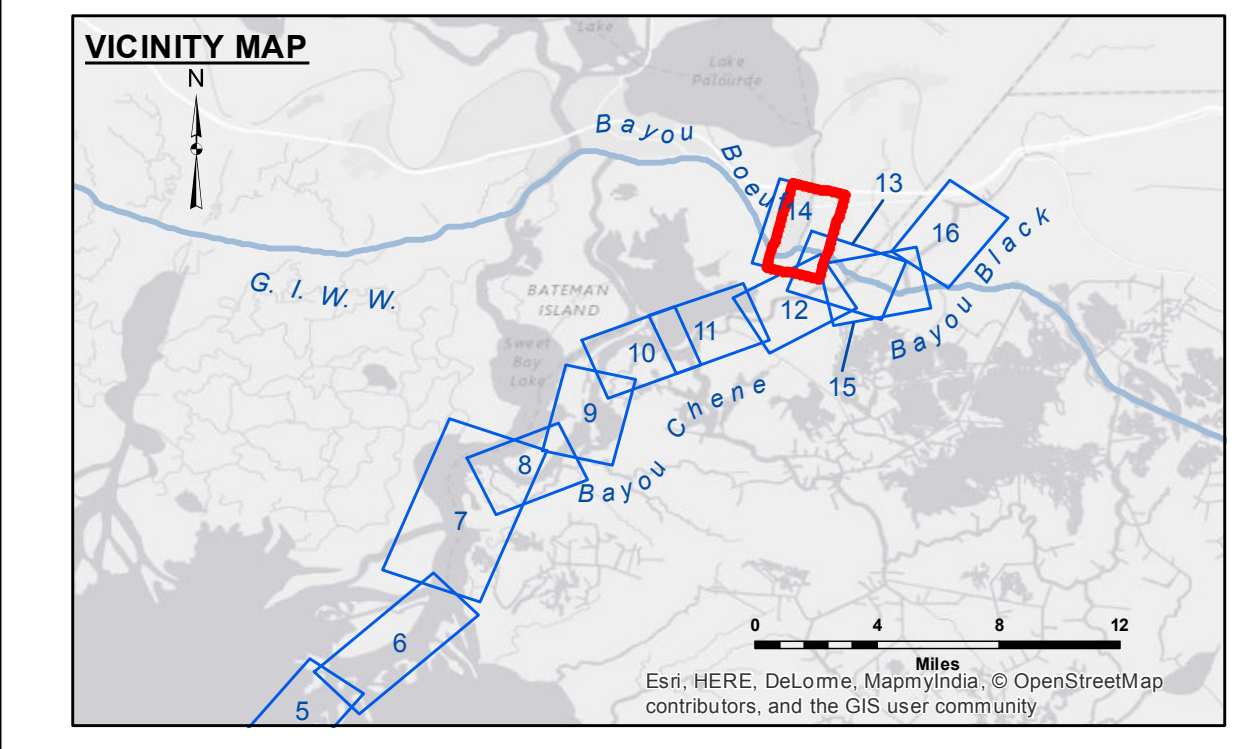 VICINITY MAP
N
Lake
Lake
Palourde
Bayou
Boeuf
14
13
16
Bayou Black
G. I. W. W.
BATEMAN
ISLAND
12
11
10
Sweet
Bay
Lake
15
9
Bayou Chene
8
7
6
5
0 4 8 12
Miles
Esri, HERE, DeLorme, MapmyIndia, © OpenStreetMap
contributors, and the GIS user community